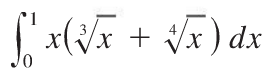 ∫₀¹ x(∛x + ∜x) dx